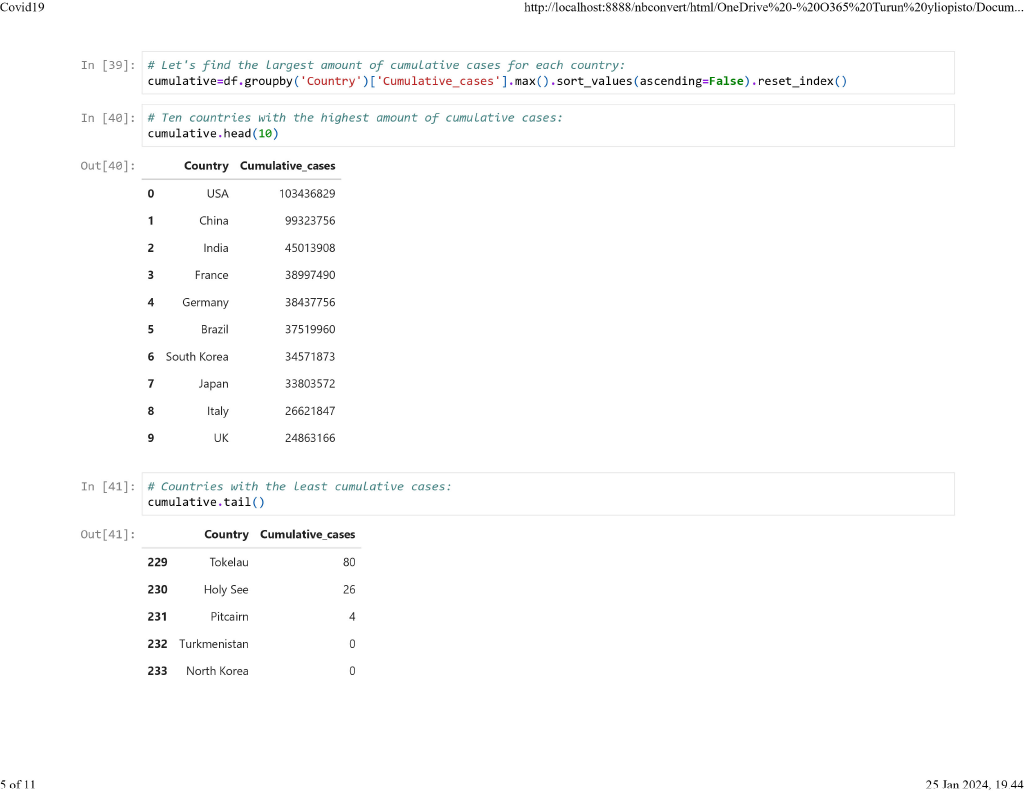 Covid19 http://localhost:8888/nbconvert/html/OneDrive%20-%20O365%20Turun%20yliopisto/Docum...
In [39]: # Let's find the largest amount of cumulative cases for each country:
cumulative=df.groupby('Country')['Cumulative_cases'].max().sort_values(ascending=False).reset_index()
In [40]: # Ten countries with the highest amount of cumulative cases:
cumulative.head(10)
Out[40]: Country Cumulative_cases
0 USA 103436829
1 China 99323756
2 India 45013908
3 France 38997490
4 Germany 38437756
5 Brazil 37519960
6 South Korea 34571873
7 Japan 33803572
8 Italy 26621847
9 UK 24863166
In [41]: # Countries with the least cumulative cases:
cumulative.tail()
Out[41]: Country Cumulative_cases
229 Tokelau 80
230 Holy See 26
231 Pitcairn 4
232 Turkmenistan 0
233 North Korea 0
5 of 11 25 Jan 2024, 19.44